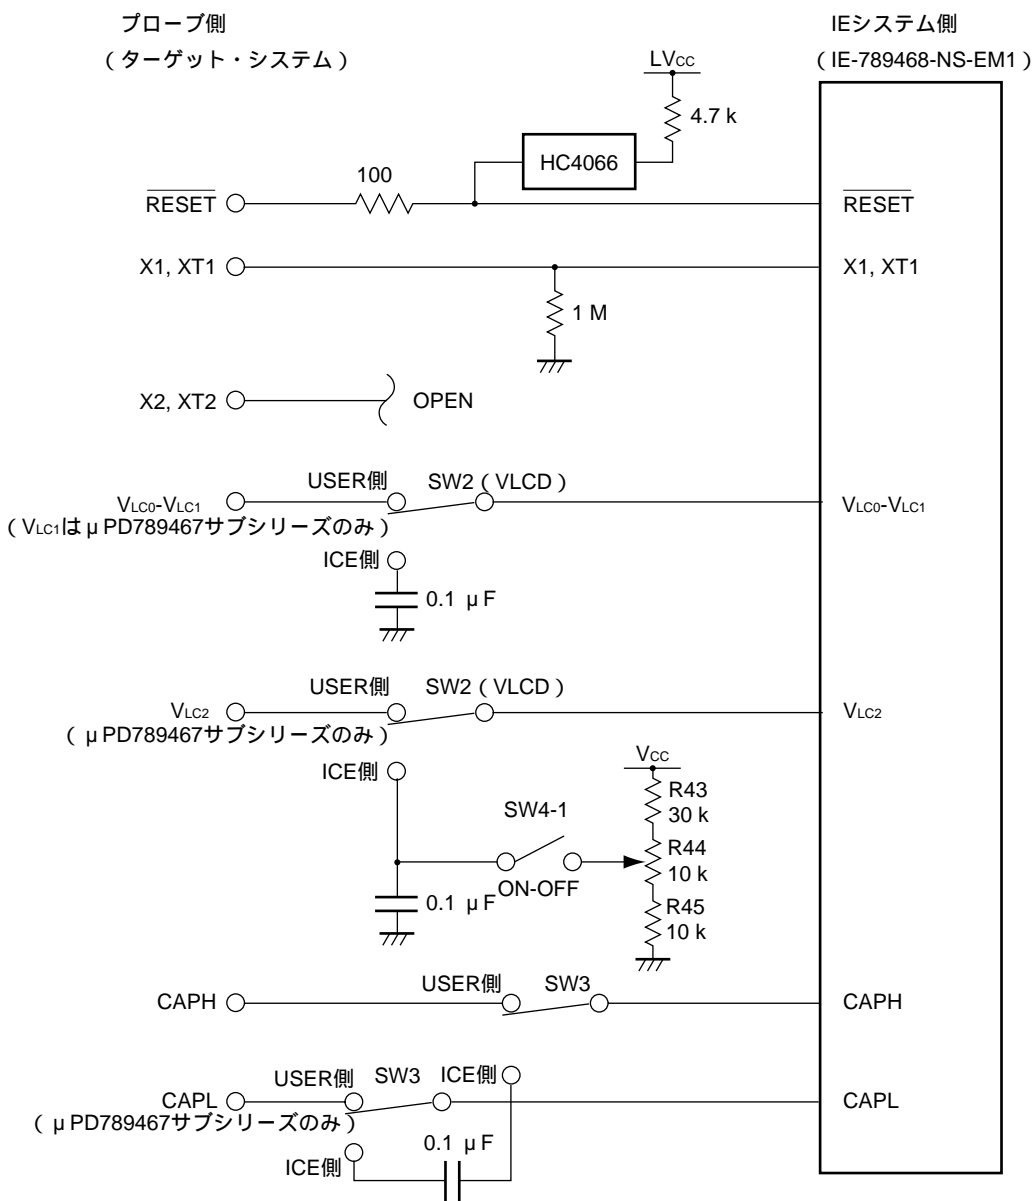 プローブ側
(ターゲット・システム)
IEシステム側
(IE-789468-NS-EM1)
LVCC
4.7 k
HC4066
100
RESET
RESET
X1, XT1
X1, XT1
1 M
X2, XT2
OPEN
USER側
SW2(VLCD)
VLC0-VLC1
VLC0-VLC1
(VLC1はμPD789467サブシリーズのみ)
ICE側
0.1 μF
USER側
SW2(VLCD)
VLC2
VLC2
(μPD789467サブシリーズのみ)
ICE側
VCC
R43
30 k
SW4-1
R44
10 k
ON-OFF
0.1 μF
R45
10 k
USER側
SW3
CAPH
CAPH
USER側
SW3
ICE側
CAPL
CAPL
(μPD789467サブシリーズのみ)
0.1 μF
ICE側